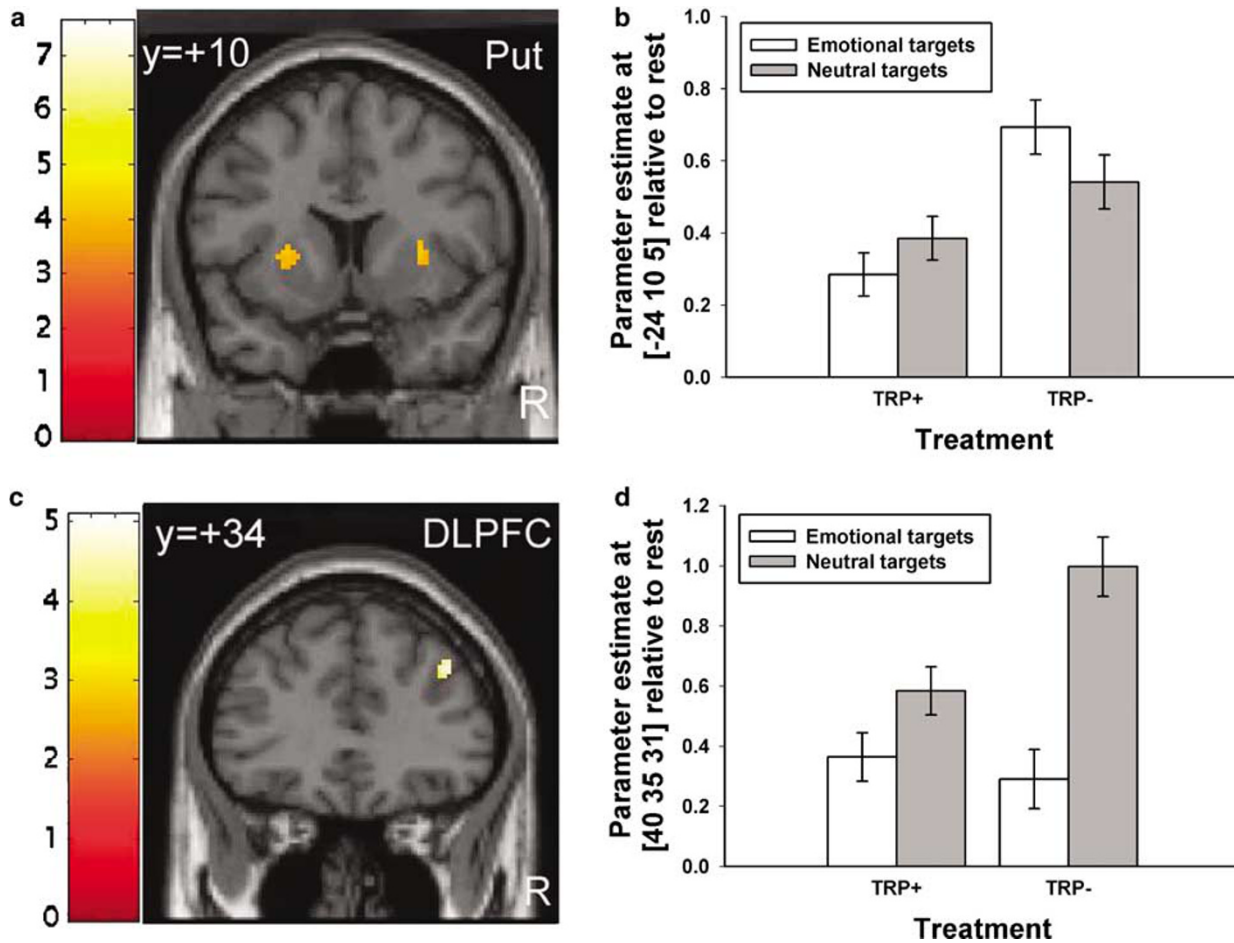 a
7
6
5
4
3
2
1
0
y=+10
Put
R
b
Parameter estimate at
[-24 10 5] relative to rest
1.0
0.8
0.6
0.4
0.2
0.0
Emotional targets
Neutral targets
TRP+
TRP-
Treatment
c
5
4
3
2
1
0
y=+34
DLPFC
R
d
Parameter estimate at
[40 35 31] relative to rest
1.2
1.0
0.8
0.6
0.4
0.2
0.0
Emotional targets
Neutral targets
TRP+
TRP-
Treatment